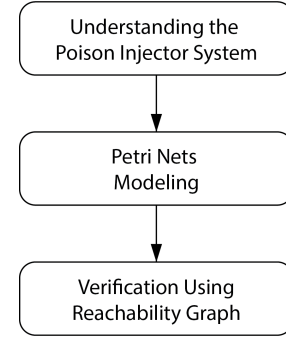 Understanding the
Poison Injector System
Petri Nets
Modeling
Verification Using
Reachability Graph